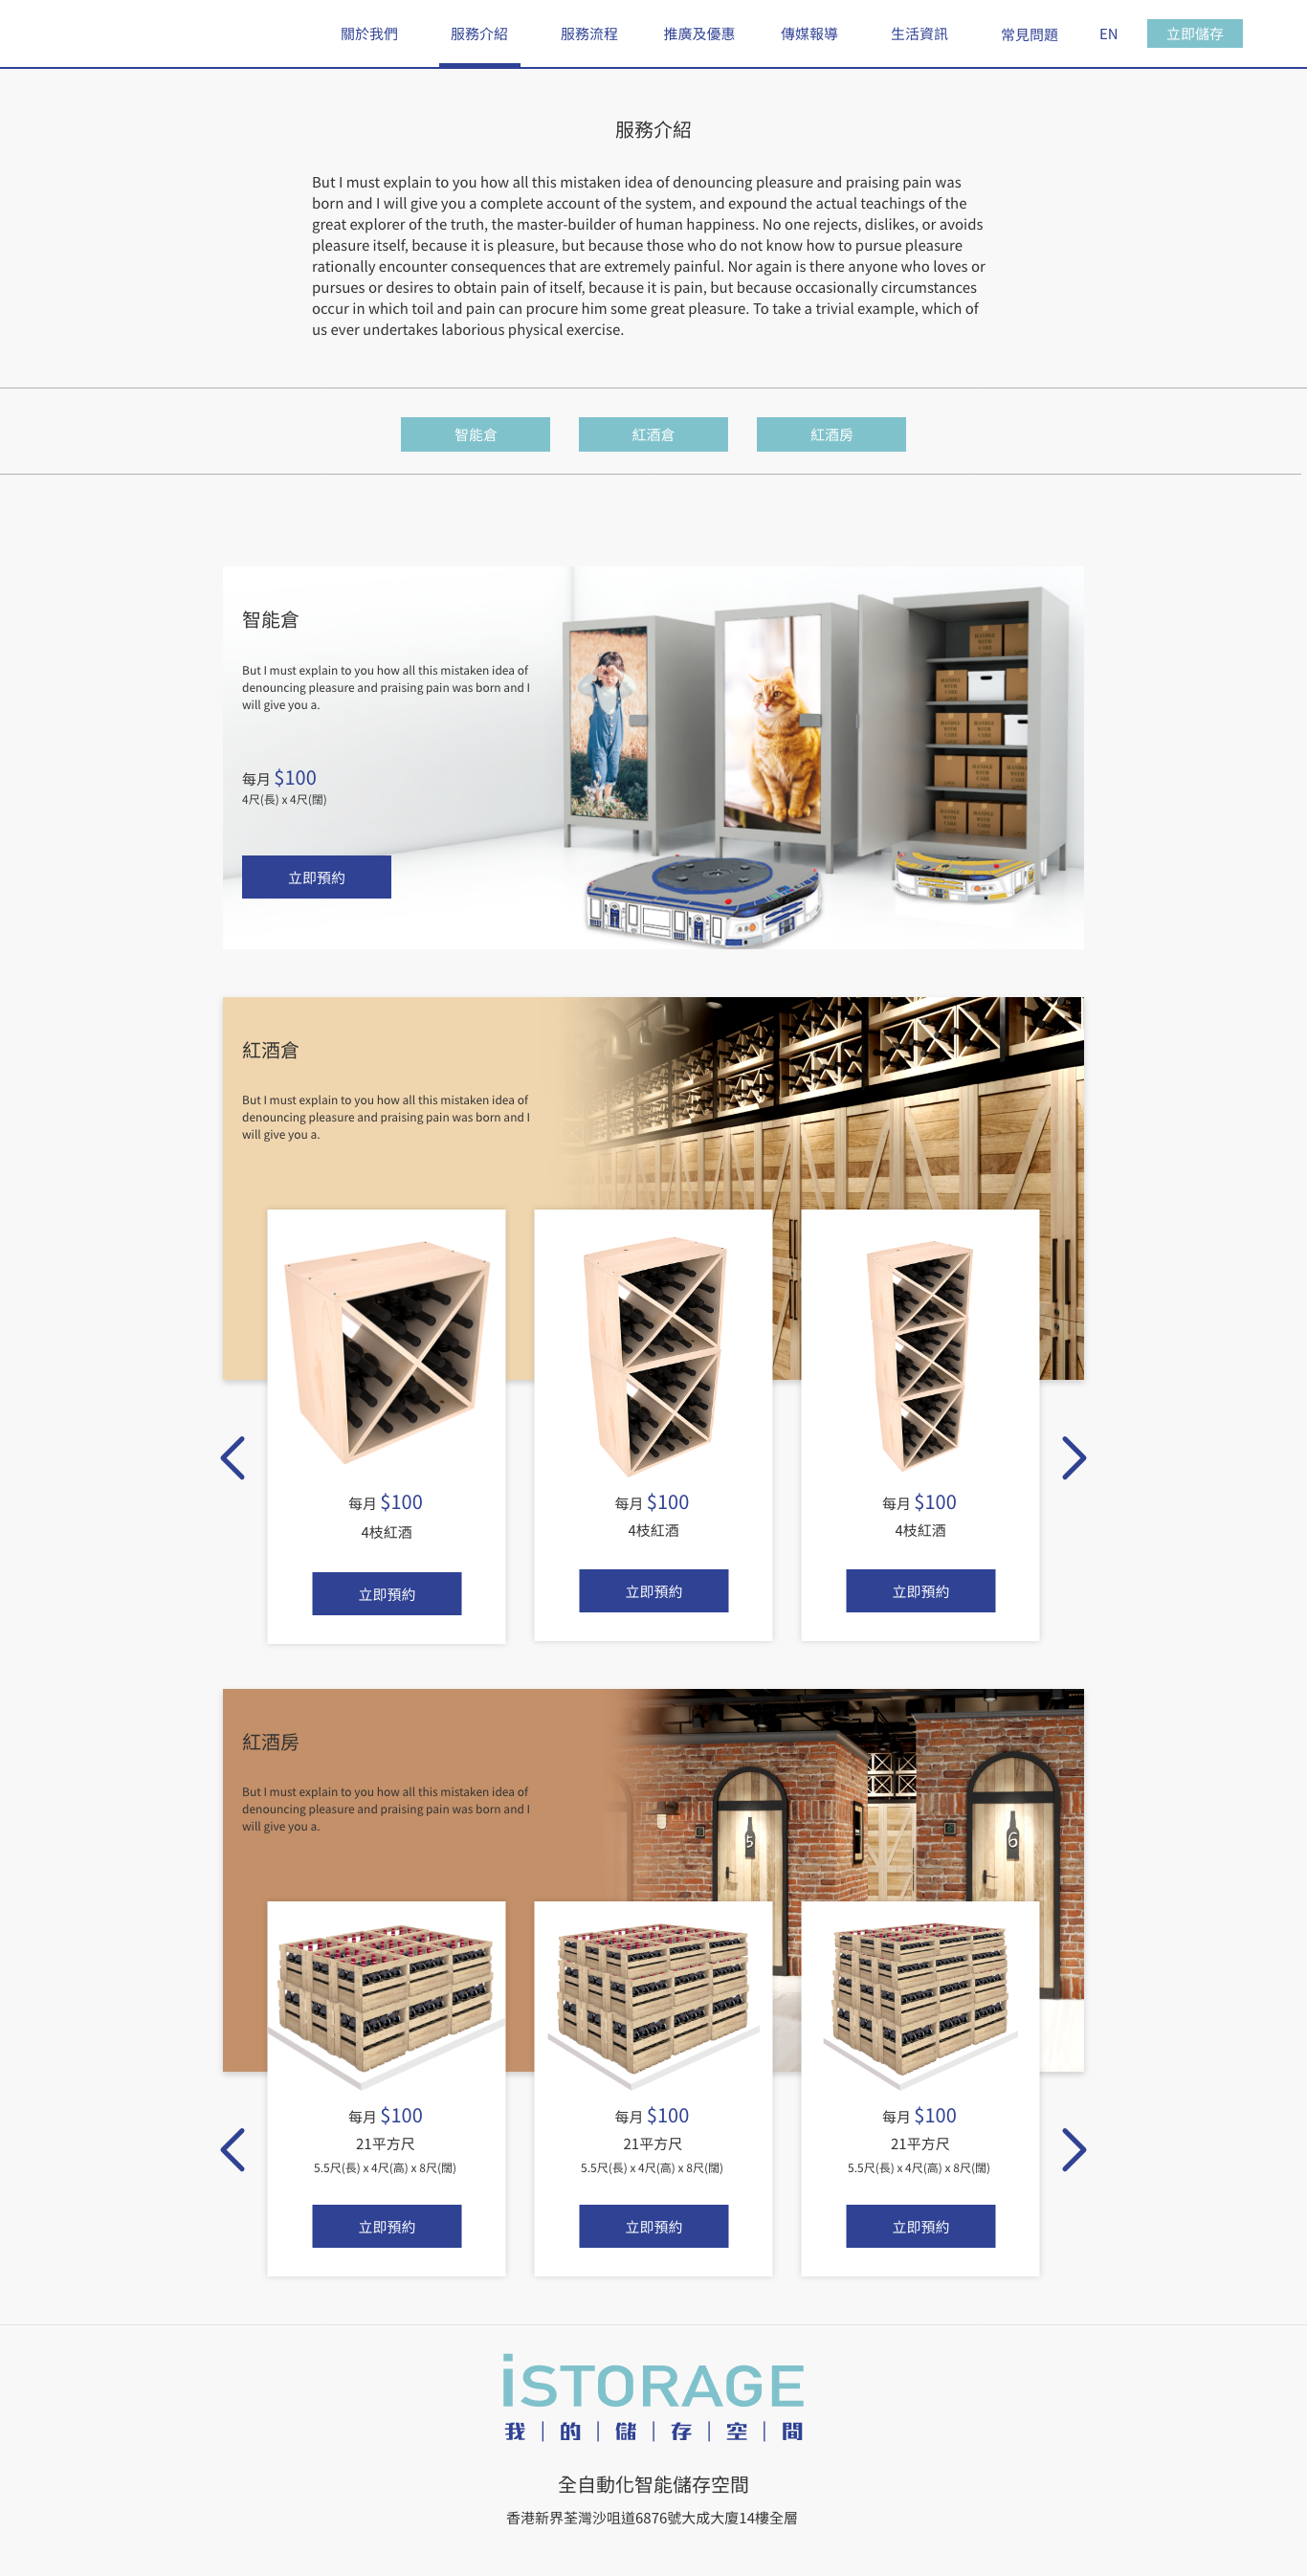 關於我們 服務介紹 服務流程 推廣及優惠 傳媒報導 生活資訊 常見問題 EN 立即儲存
服務介紹
But I must explain to you how all this mistaken idea of denouncing pleasure and praising pain was
born and I will give you a complete account of the system, and expound the actual teachings of the
great explorer of the truth, the master-builder of human happiness. No one rejects, dislikes, or avoids
pleasure itself, because it is pleasure, but because those who do not know how to pursue pleasure
rationally encounter consequences that are extremely painful. Nor again is there anyone who loves or
pursues or desires to obtain pain of itself, because it is pain, but because occasionally circumstances
occur in which toil and pain can procure him some great pleasure. To take a trivial example, which of
us ever undertakes laborious physical exercise.
智能倉 紅酒倉 紅酒房
智能倉
But I must explain to you how all this mistaken idea of
denouncing pleasure and praising pain was born and I
will give you a.
每月 $100
4尺(長) x 4尺(闊)
立即預約
紅酒倉
But I must explain to you how all this mistaken idea of
denouncing pleasure and praising pain was born and I
will give you a.
每月 $100 每月 $100 每月 $100
4枝紅酒 4枝紅酒 4枝紅酒
立即預約 立即預約 立即預約
紅酒房
But I must explain to you how all this mistaken idea of
denouncing pleasure and praising pain was born and I
will give you a.
5 6
每月 $100 每月 $100 每月 $100
21平方尺 21平方尺 21平方尺
5.5尺(長) x 4尺(高) x 8尺(闊) 5.5尺(長) x 4尺(高) x 8尺(闊) 5.5尺(長) x 4尺(高) x 8尺(闊)
立即預約 立即預約 立即預約
iSTORAGE
我|的|儲|存|空|間
全自動化智能儲存空間
香港新界荃灣沙咀道6876號大成大廈14樓全層